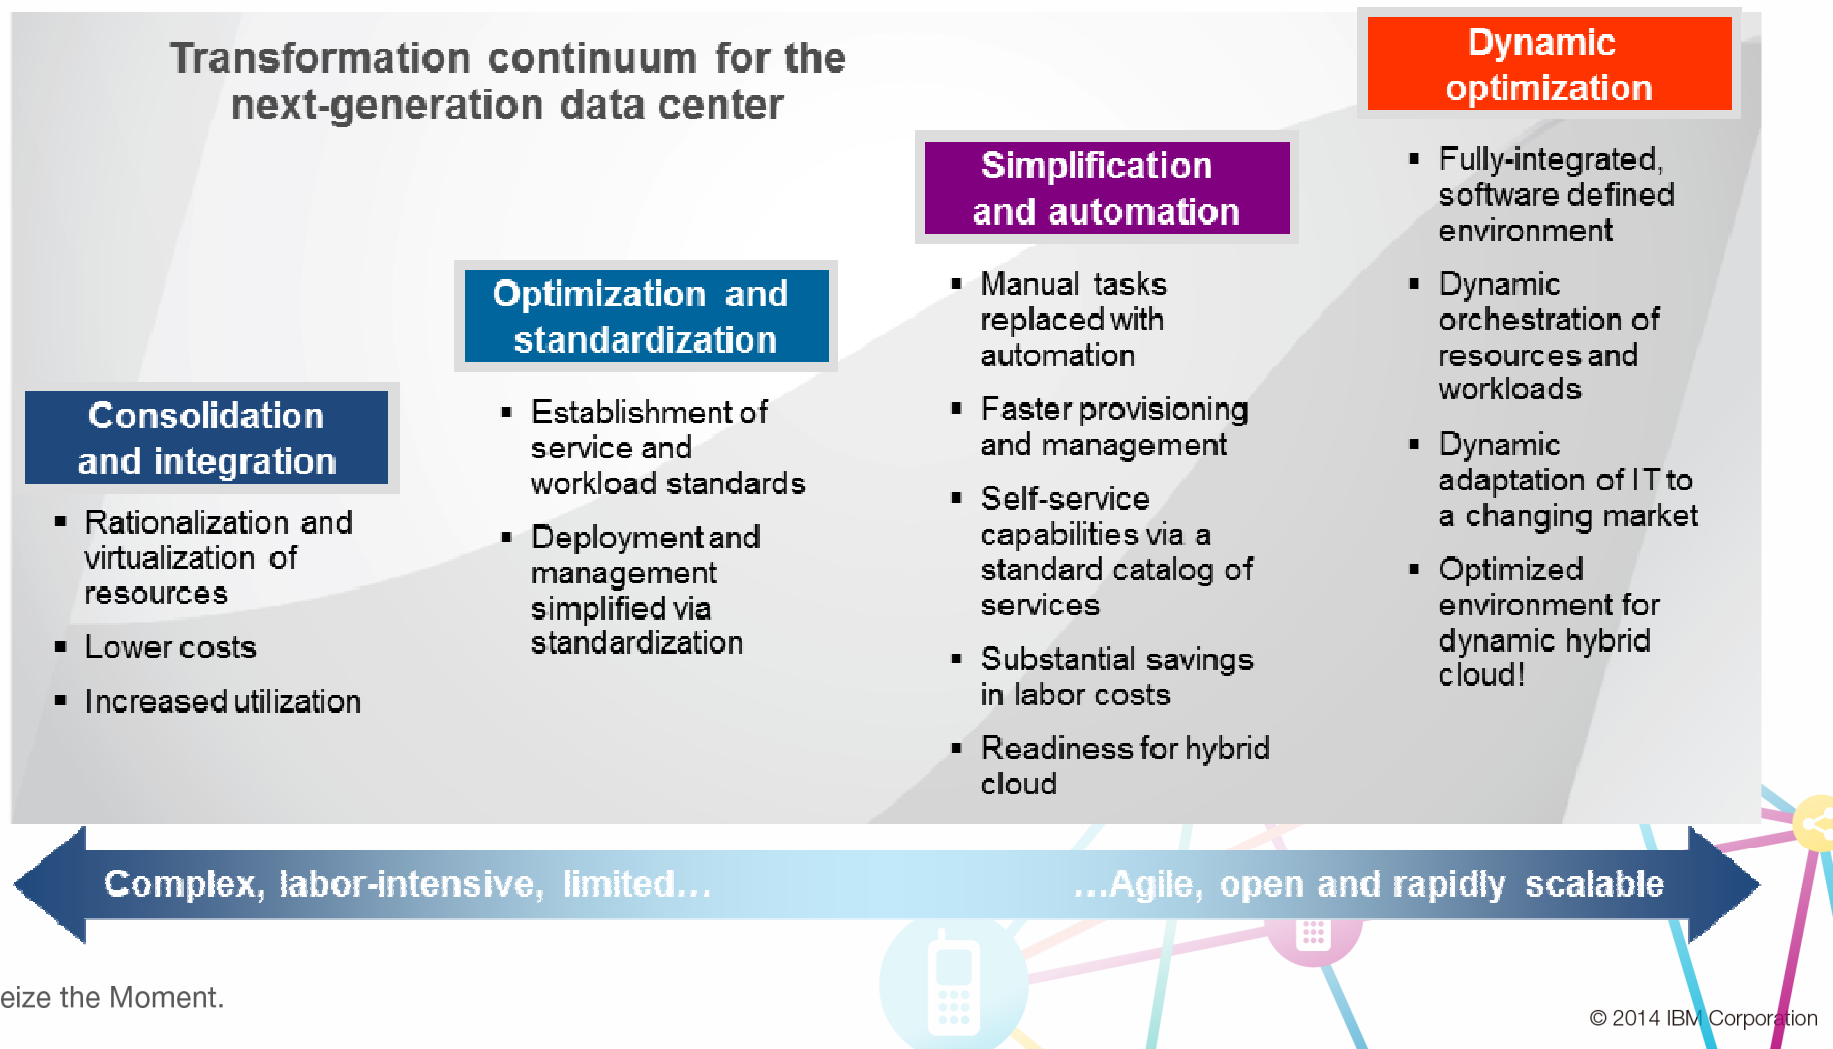 Transformation continuum for the
next-generation data center
Consolidation
and integration
▪ Rationalization and
virtualization of
resources
▪ Lower costs
▪ Increased utilization
Optimization and
standardization
▪ Establishment of
service and
workload standards
▪ Deployment and
management
simplified via
standardization
Simplification
and automation
▪ Manual tasks
replaced with
automation
▪ Faster provisioning
and management
▪ Self-service
capabilities via a
standard catalog of
services
▪ Substantial savings
in labor costs
▪ Readiness for hybrid
cloud
Dynamic
optimization
▪ Fully-integrated,
software defined
environment
▪ Dynamic
orchestration of
resources and
workloads
▪ Dynamic
adaptation of IT to
a changing market
▪ Optimized
environment for
dynamic hybrid
cloud!
Complex, labor-intensive, limited...
...Agile, open and rapidly scalable
eize the Moment.
© 2014 IBM Corporation